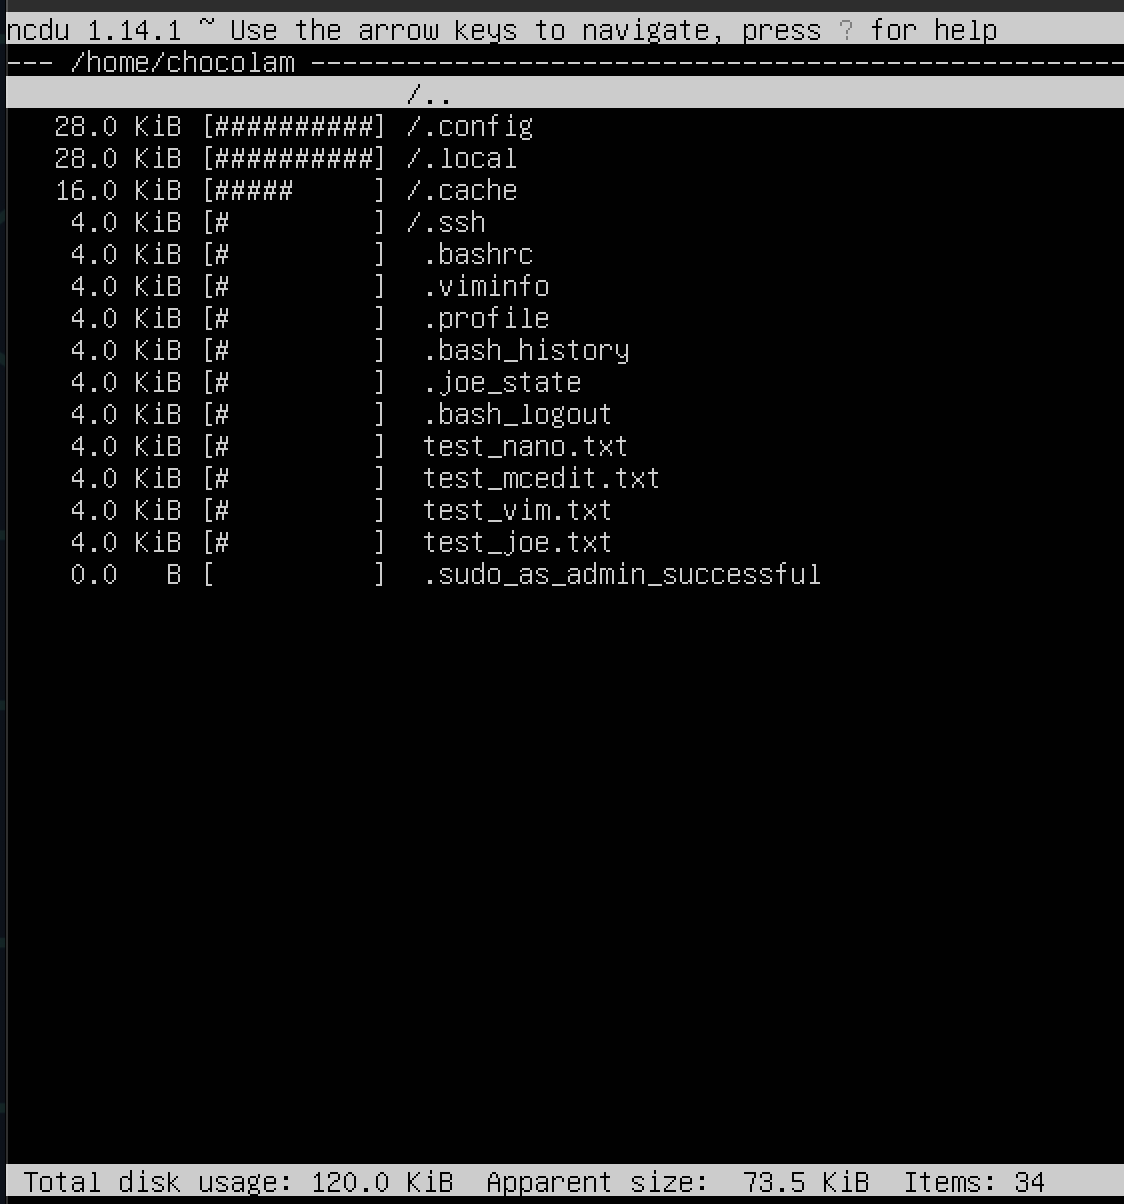 ncdu 1.14.1 ~ Use the arrow keys to navigate, press ? for help
--- /home/chocolam ---------------------------------------------------
                         /..
   28.0 KiB [##########] /.config
   28.0 KiB [##########] /.local
   16.0 KiB [#####     ] /.cache
    4.0 KiB [#         ] /.ssh
    4.0 KiB [#         ]  .bashrc
    4.0 KiB [#         ]  .viminfo
    4.0 KiB [#         ]  .profile
    4.0 KiB [#         ]  .bash_history
    4.0 KiB [#         ]  .joe_state
    4.0 KiB [#         ]  .bash_logout
    4.0 KiB [#         ]  test_nano.txt
    4.0 KiB [#         ]  test_mcedit.txt
    4.0 KiB [#         ]  test_vim.txt
    4.0 KiB [#         ]  test_joe.txt
    0.0   B [          ]  .sudo_as_admin_successful
 Total disk usage: 120.0 KiB  Apparent size:  73.5 KiB  Items: 34